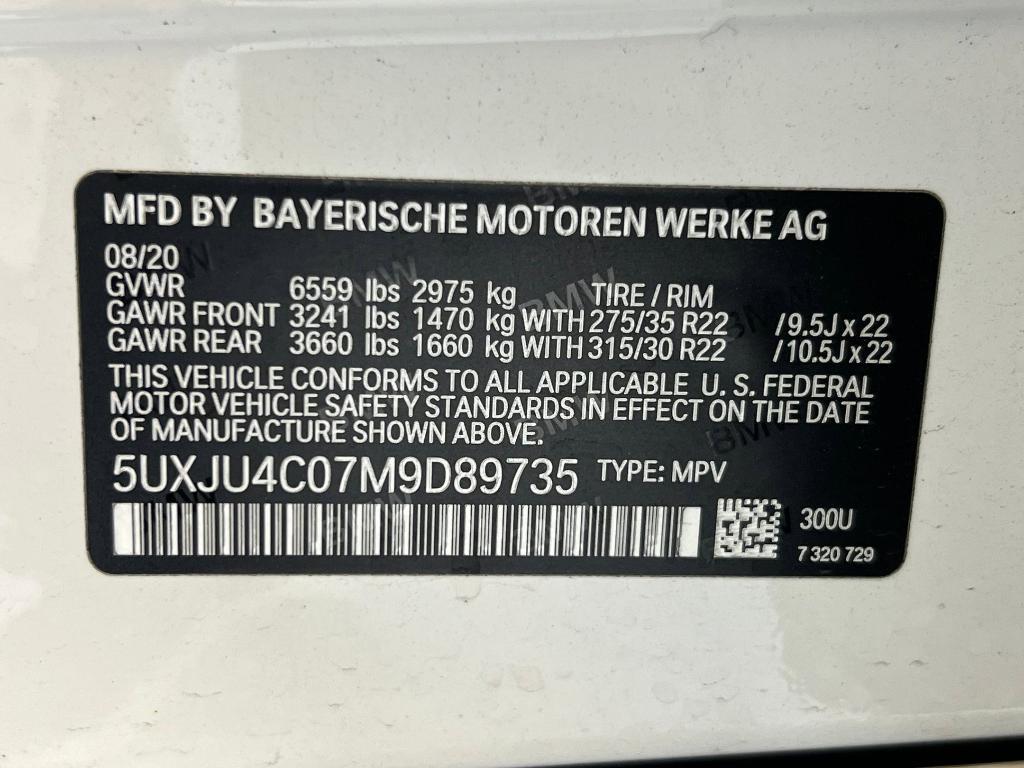 MFD BY BAYERISCHE MOTOREN WERKE AG
08/20
GVWR 6559 lbs 2975 kg TIRE / RIM
GAWR FRONT 3241 lbs 1470 kg WITH 275/35 R22 /9.5J x 22
GAWR REAR 3660 lbs 1660 kg WITH 315/30 R22 /10.5J x 22
THIS VEHICLE CONFORMS TO ALL APPLICABLE U. S. FEDERAL
MOTOR VEHICLE SAFETY STANDARDS IN EFFECT ON THE DATE
OF MANUFACTURE SHOWN ABOVE.
5UXJU4C07M9D89735 TYPE: MPV
300U
7 320 729